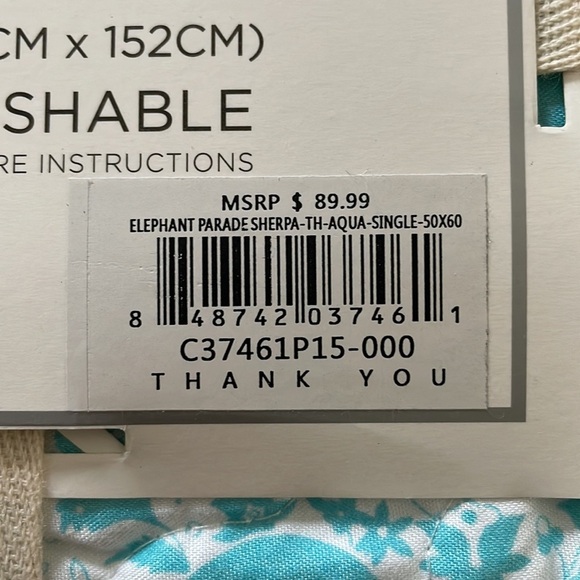 CM x 152CM)
SHABLE
RE INSTRUCTIONS
MSRP $ 89.99
ELEPHANT PARADE SHERPA-TH-AQUA-SINGLE-50X60
8 48742 03746 1
C37461P15-000
THANK YOU